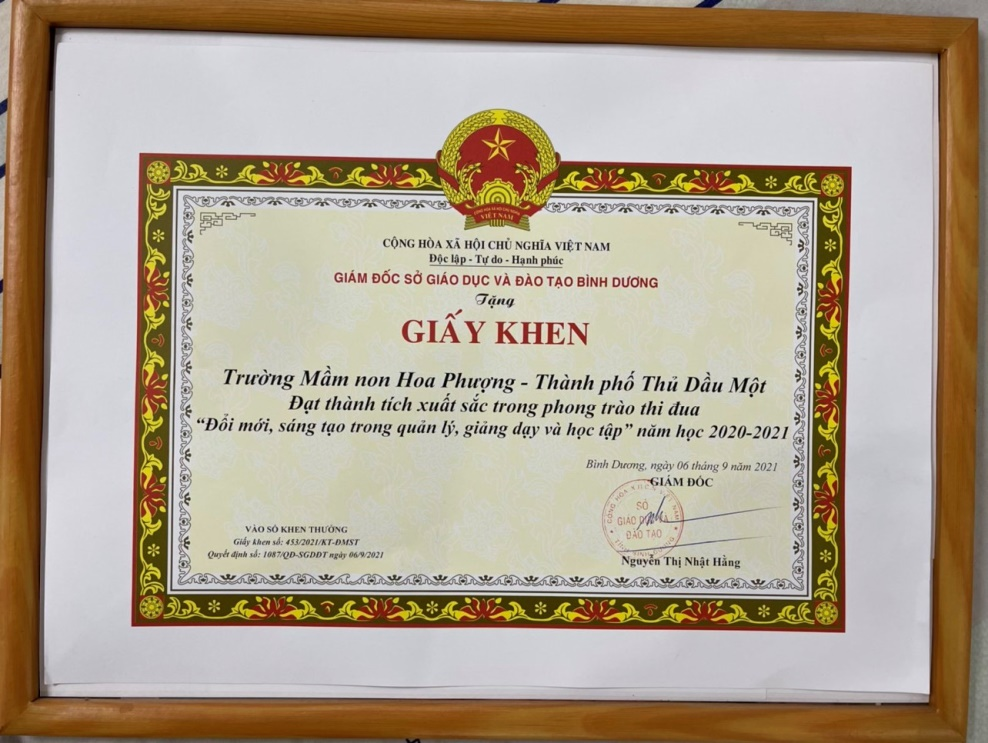 VIỆT NAM
CỘNG HÒA XÃ HỘI CHỦ NGHĨA VIỆT NAM
Độc lập - Tự do - Hạnh phúc
GIÁM ĐỐC SỞ GIÁO DỤC VÀ ĐÀO TẠO BÌNH DƯƠNG
Tặng
GIẤY KHEN
Trường Mầm non Hoa Phượng - Thành phố Thủ Dầu Một
Đạt thành tích xuất sắc trong phong trào thi đua
“Đổi mới, sáng tạo trong quản lý, giảng dạy và học tập” năm học 2020-2021
Bình Dương, ngày 06 tháng 9 năm 2021
GIÁM ĐỐC
SỞ
GIÁO DỤC VÀ
ĐÀO TẠO
Nguyễn Thị Nhật Hằng
VÀO SỔ KHEN THƯỞNG
Giấy khen số: 453/2021/KT-ĐMST
Quyết định số: 1087/QĐ-SGDĐT ngày 06/9/2021